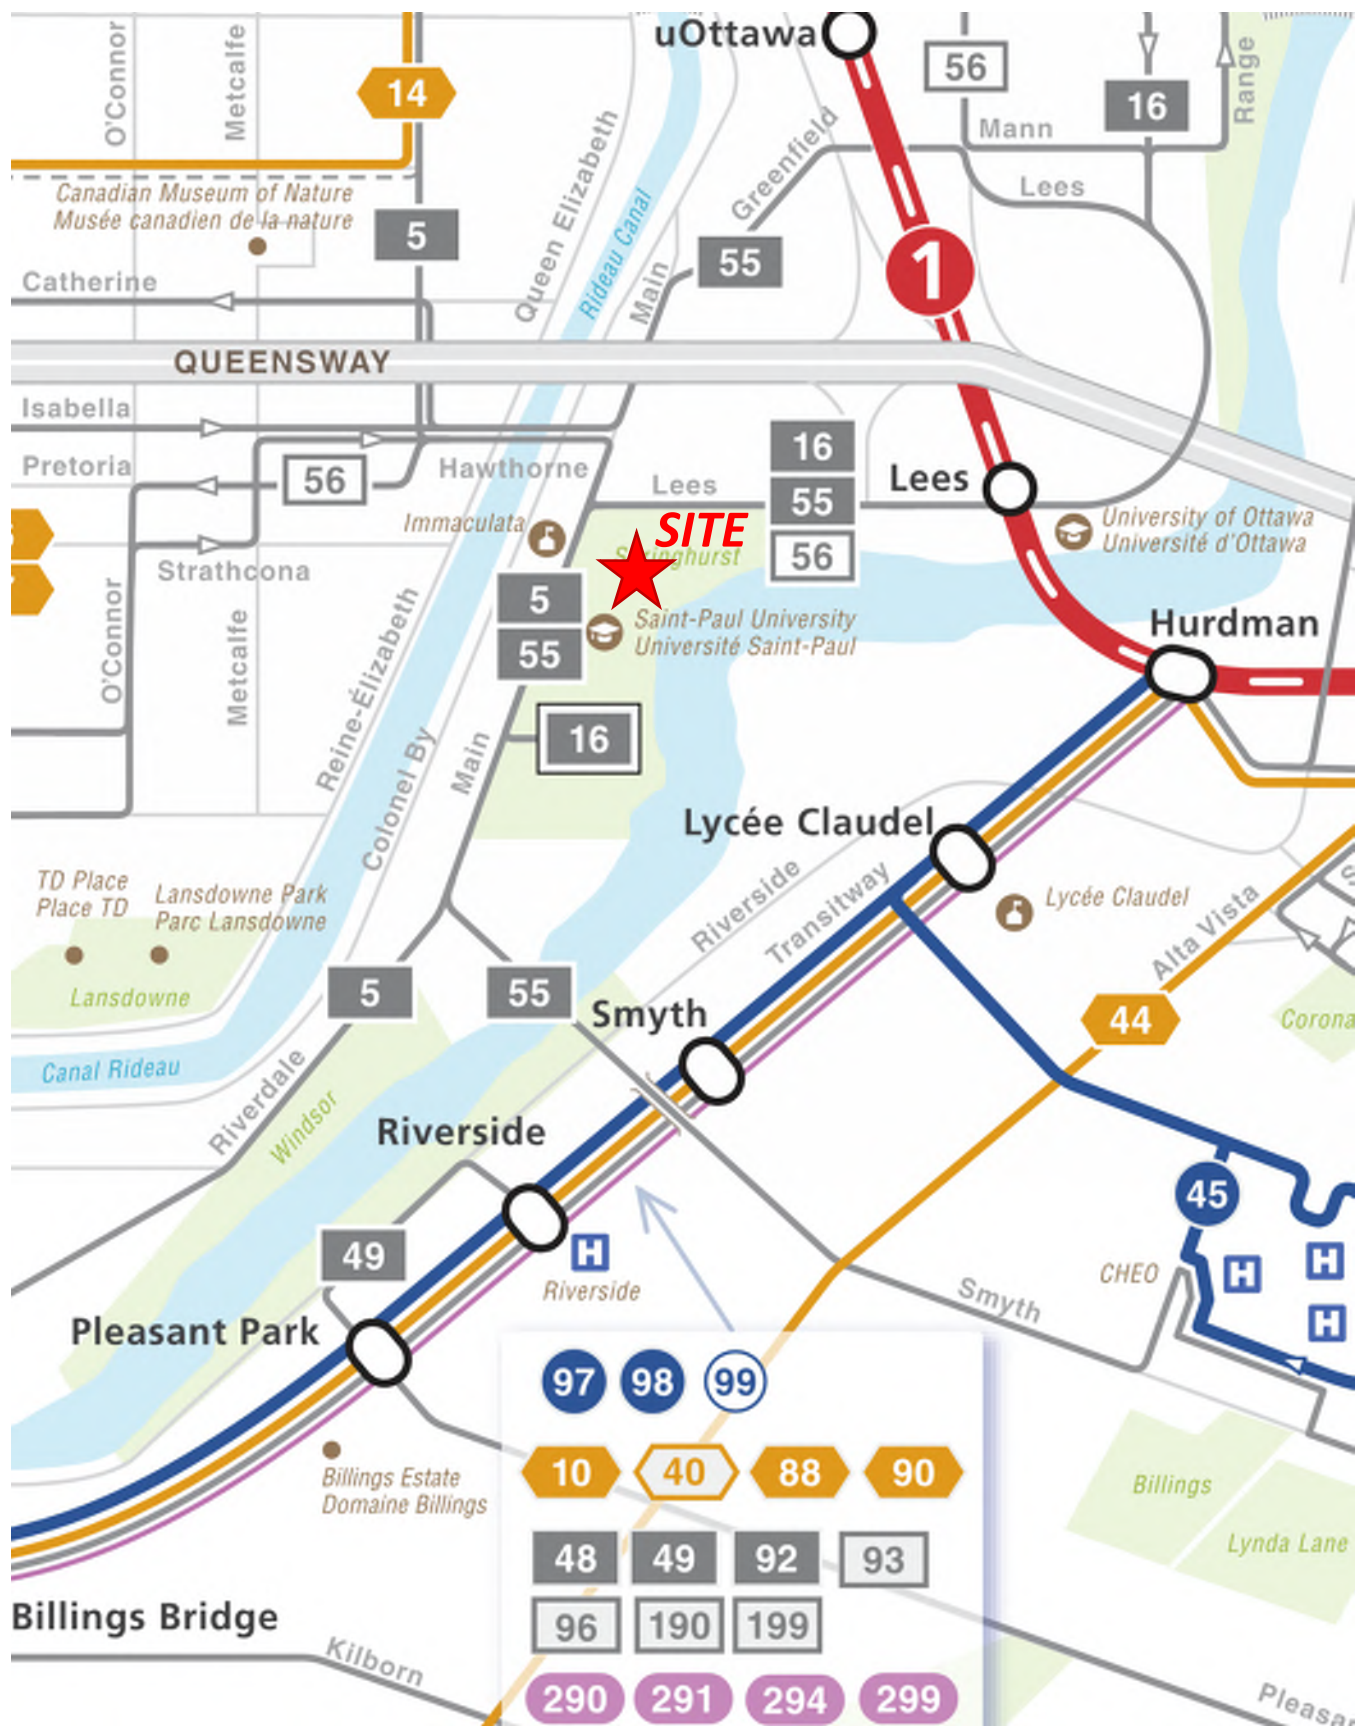 uOttawa
O'Connor
Metcalfe
14
56
16
Range
Mann
Greenfield
Lees
Queen Elizabeth
Rideau Canal
Canadian Museum of Nature
Musée canadien de la nature
5
55
Main
1
Catherine
QUEENSWAY
Isabella
Pretoria
56
Hawthorne
Lees
16
55
56
Lees
Immaculata
SITE
University of Ottawa
Université d'Ottawa
Strathcona
O'Connor
Metcalfe
Reine-Élizabeth
5
55
Saint-Paul University
Université Saint-Paul
Hurdman
16
Main
Colonel By
Lycée Claudel
Riverside
Transitway
Lycée Claudel
TD Place
Place TD
Lansdowne Park
Parc Lansdowne
Lansdowne
Alta Vista
5
55
Smyth
44
Corona
Canal Rideau
Riverdale
Windsor
Riverside
45
49
H
Riverside
CHEO
H
H
H
Smyth
Pleasant Park
97
98
99
10
40
88
90
Billings Estate
Domaine Billings
Billings
Lynda Lane
48
49
92
93
96
190
199
Billings Bridge
Kilborn
290
291
294
299
Pleasan